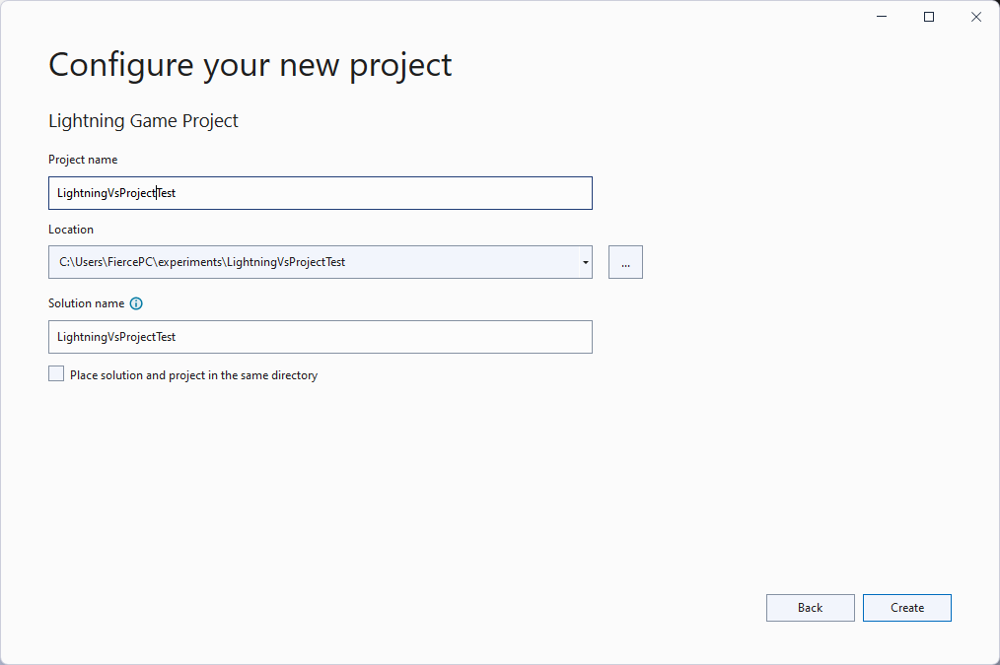 Configure your new project
Lightning Game Project
Project name
LightningVsProjectTest
Location
C:\Users\FiercePC\experiments\LightningVsProjectTest
...
Solution name
LightningVsProjectTest
Place solution and project in the same directory
Back
Create